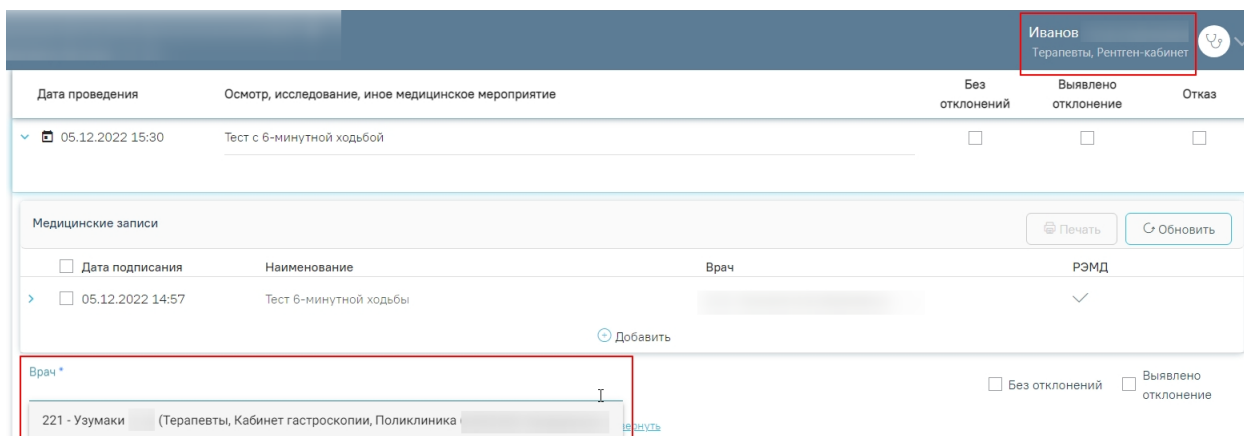 Иванов
Терапевты, Рентген-кабинет
Дата проведения Осмотр, исследование, иное медицинское мероприятие Без отклонений Выявлено отклонение Отказ
05.12.2022 15:30 Тест с 6-минутной ходьбой
Медицинские записи Печать Обновить
Дата подписания Наименование Врач РЭМД
05.12.2022 14:57 Тест 6-минутной ходьбы
Добавить
Врач *
Без отклонений Выявлено отклонение
221 - Узумаки (Терапевты, Кабинет гастроскопии, Поликлиника